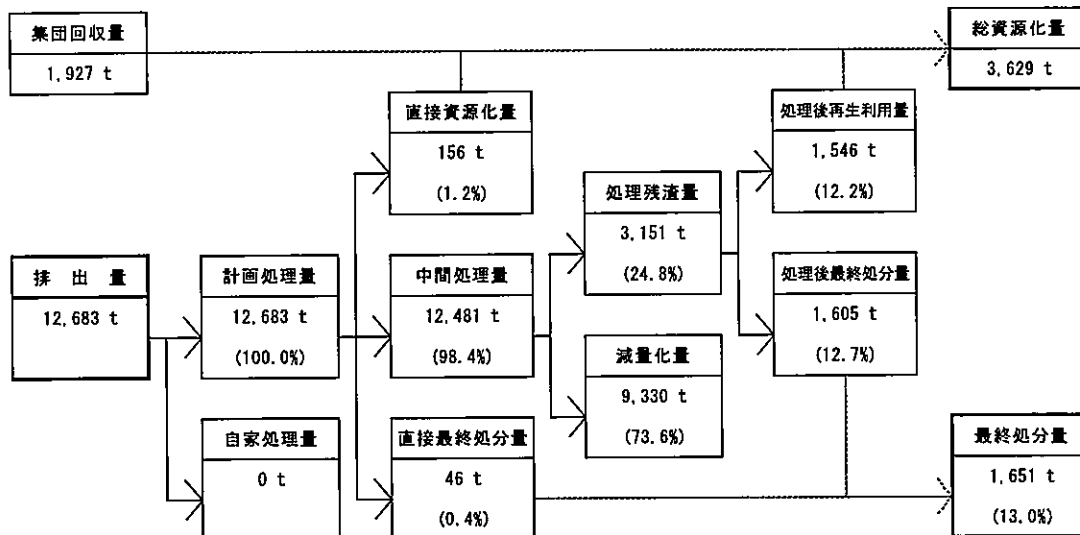 集団回収量
1,927 t
総資源化量
3,629 t
直接資源化量
156 t
(1.2%)
処理後再生利用量
1,546 t
(12.2%)
処理残渣量
3,151 t
(24.8%)
排 出 量
12,683 t
計画処理量
12,683 t
(100.0%)
中間処理量
12,481 t
(98.4%)
処理後最終処分量
1,605 t
(12.7%)
減量化量
9,330 t
(73.6%)
自家処理量
0 t
直接最終処分量
46 t
(0.4%)
最終処分量
1,651 t
(13.0%)